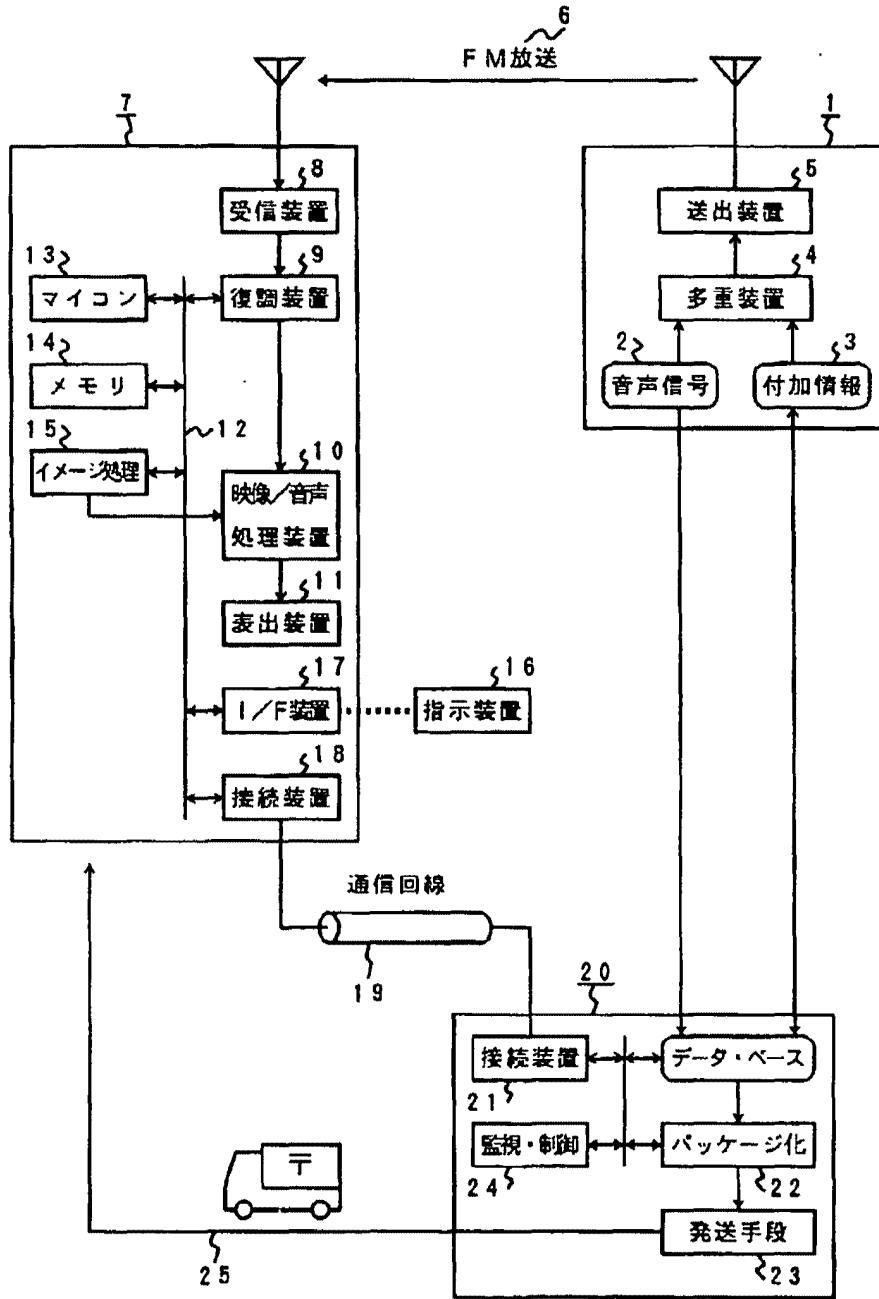 6
FM放送
7
1
8
受信装置
5
送出装置
13
マイコン
9
復調装置
4
多重装置
14
メモリ
2
音声信号
3
付加情報
15
イメージ処理
12
10
映像/音声
処理装置
11
表出装置
17
I/F装置
16
指示装置
18
接続装置
通信回線
19
20
接続装置
21
データ・ベース
監視・制御
24
パッケージ化
22
〒
発送手段
23
25